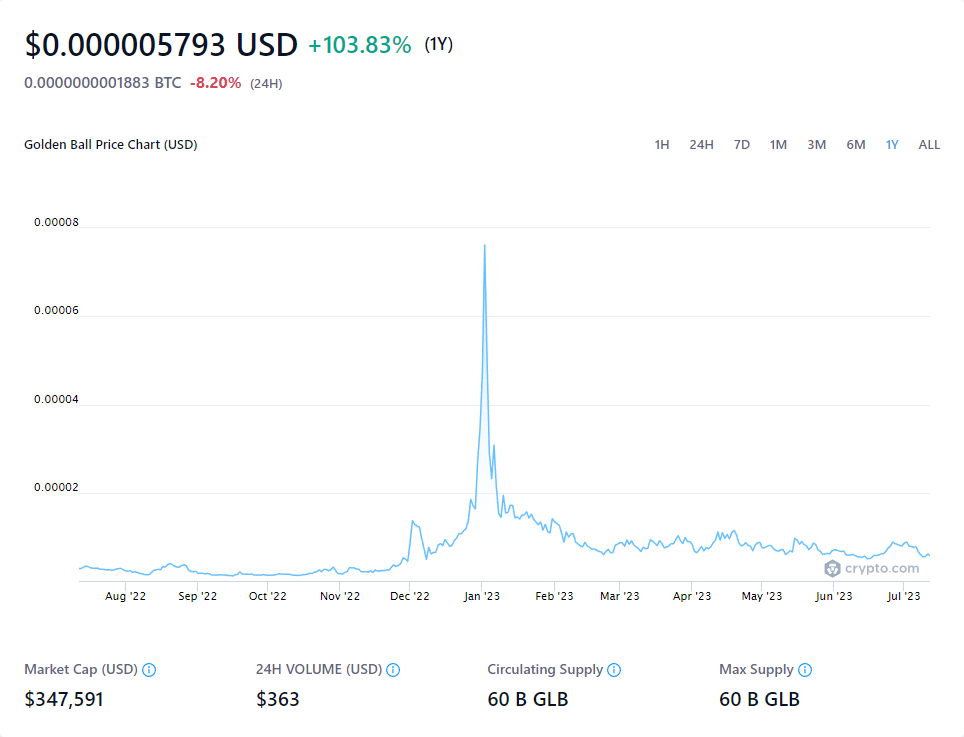 $0.000005793 USD +103.83% (1Y)
0.0000000001883 BTC -8.20% (24H)
Golden Ball Price Chart (USD) 1H 24H 7D 1M 3M 6M 1Y ALL
0.00008
0.00006
0.00004
0.00002
crypto.com
Aug '22 Sep '22 Oct '22 Nov '22 Dec '22 Jan '23 Feb '23 Mar '23 Apr '23 May '23 Jun '23 Jul '23
Market Cap (USD) 24H VOLUME (USD) Circulating Supply Max Supply
$347,591 $363 60 B GLB 60 B GLB